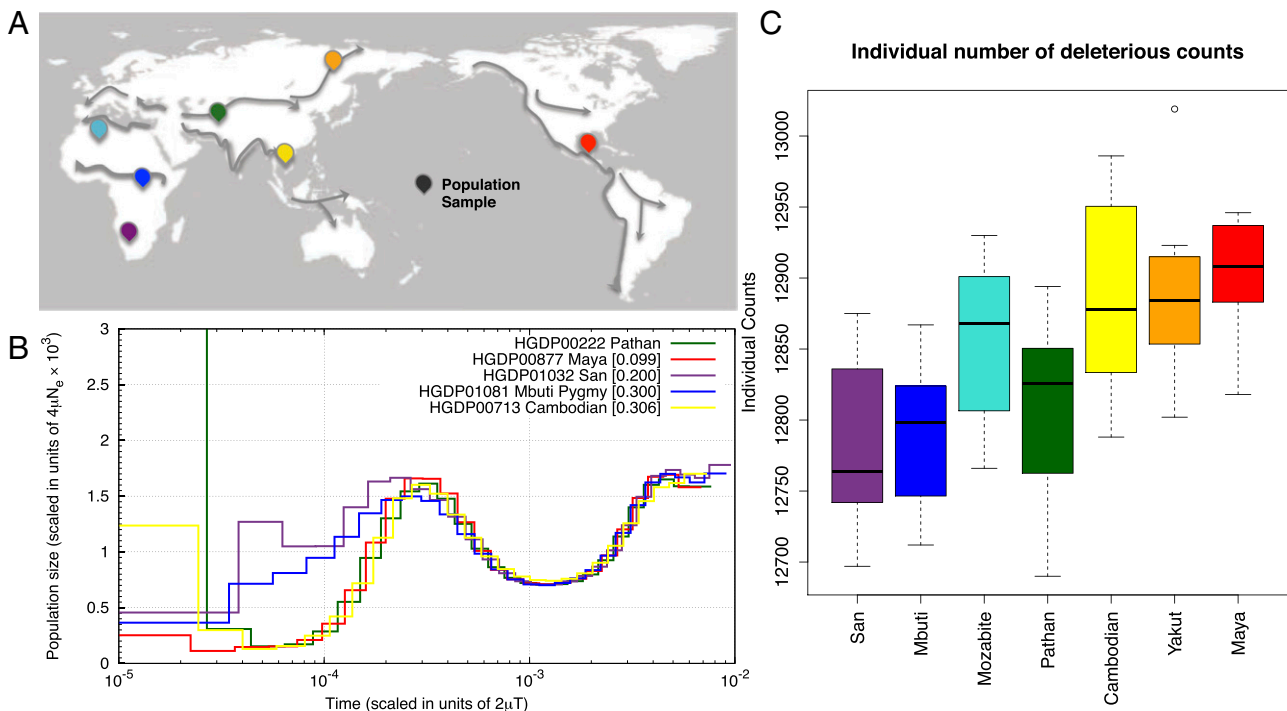 A
Population
Sample
B
3
2.5
2
1.5
1
0.5
0
Population size (scaled in units of 4μNe × 10³)
HGDP00222 Pathan
HGDP00877 Maya [0.099]
HGDP01032 San [0.200]
HGDP01081 Mbuti Pygmy [0.300]
HGDP00713 Cambodian [0.306]
10⁻⁵
10⁻⁴
10⁻³
10⁻²
Time (scaled in units of 2μT)
C
Individual number of deleterious counts
Individual Counts
13000
12950
12900
12850
12800
12750
12700
San
Mbuti
Mozabite
Pathan
Cambodian
Yakut
Maya